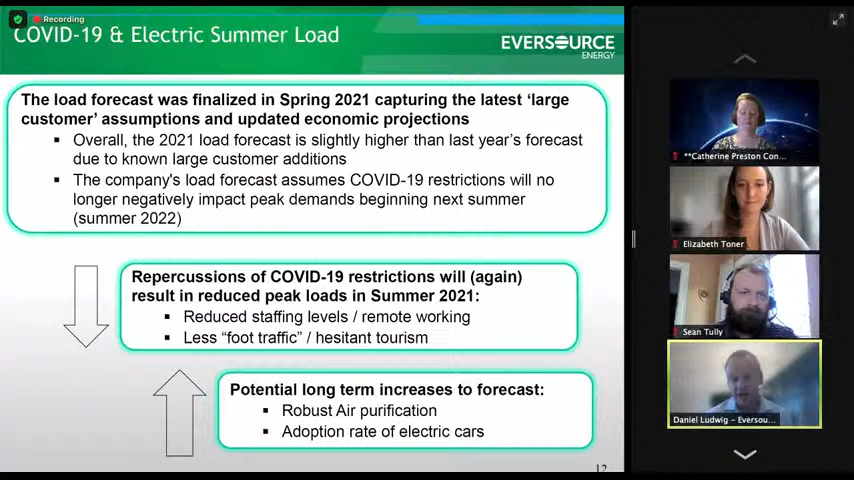 Recording
COVID-19 & Electric Summer Load
EVERSOURCE
ENERGY
The load forecast was finalized in Spring 2021 capturing the latest ‘large
customer’ assumptions and updated economic projections
▪ Overall, the 2021 load forecast is slightly higher than last year’s forecast
due to known large customer additions
▪ The company's load forecast assumes COVID-19 restrictions will no
longer negatively impact peak demands beginning next summer
(summer 2022)
Repercussions of COVID-19 restrictions will (again)
result in reduced peak loads in Summer 2021:
▪ Reduced staffing levels / remote working
▪ Less “foot traffic” / hesitant tourism
Potential long term increases to forecast:
▪ Robust Air purification
▪ Adoption rate of electric cars
12
**Catherine Preston Con...
Elizabeth Toner
Sean Tully
Daniel Ludwig – Eversou...